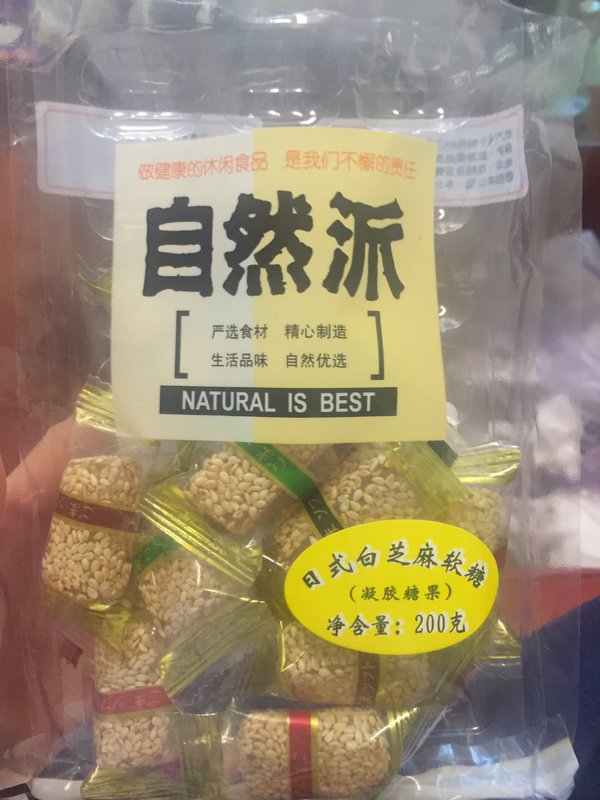 做健康的休闲食品 是我们不懈的责任
自然派
严选食材 精心制造
生活品味 自然优选
NATURAL IS BEST
日式白芝麻软糖
(凝胶糖果)
净含量: 200克